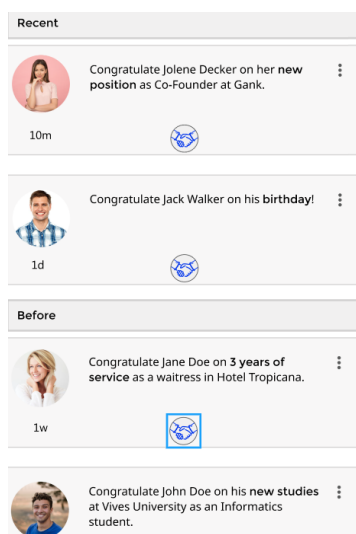 Recent
Congratulate Jolene Decker on her new
position as Co-Founder at Gank.
10m
Congratulate Jack Walker on his birthday!
1d
Before
Congratulate Jane Doe on 3 years of
service as a waitress in Hotel Tropicana.
1w
Congratulate John Doe on his new studies
at Vives University as an Informatics
student.